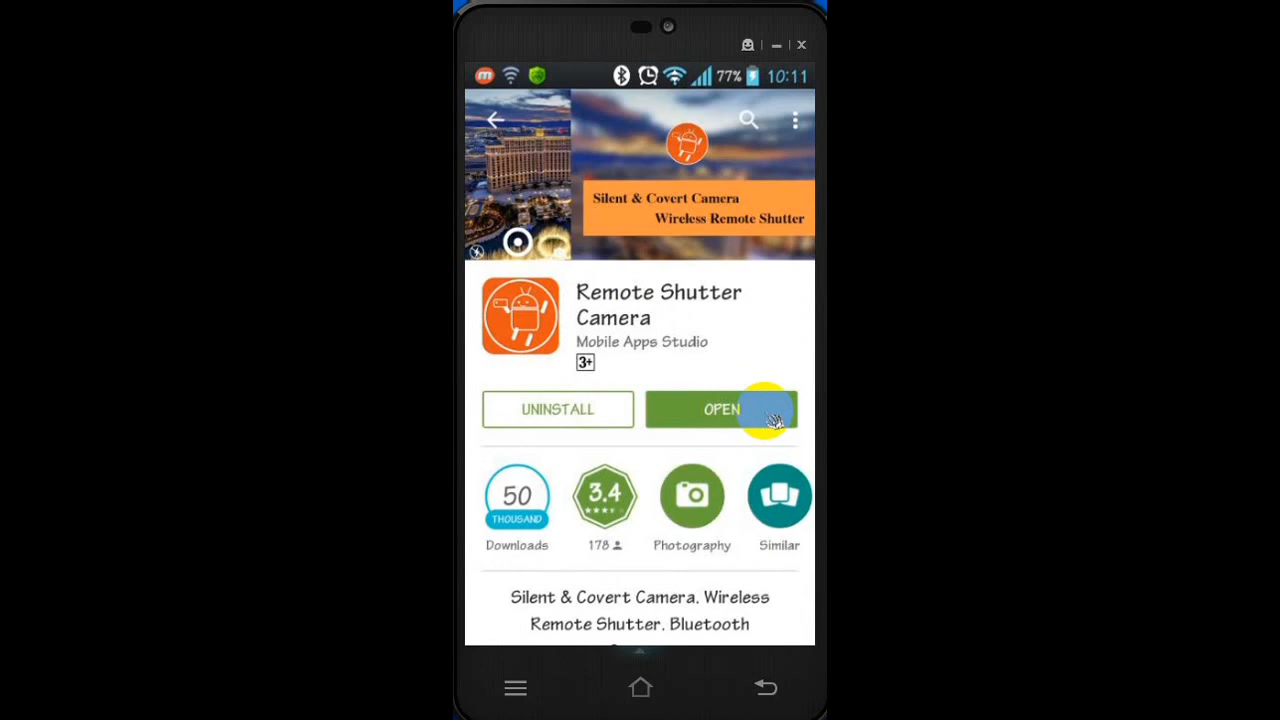 77% 10:11
Silent & Covert Camera
Wireless Remote Shutter
Remote Shutter
Camera
Mobile Apps Studio
3+
UNINSTALL
OPEN
50
THOUSAND
3.4
Downloads
178
Photography
Similar
Silent & Covert Camera, Wireless
Remote Shutter, Bluetooth